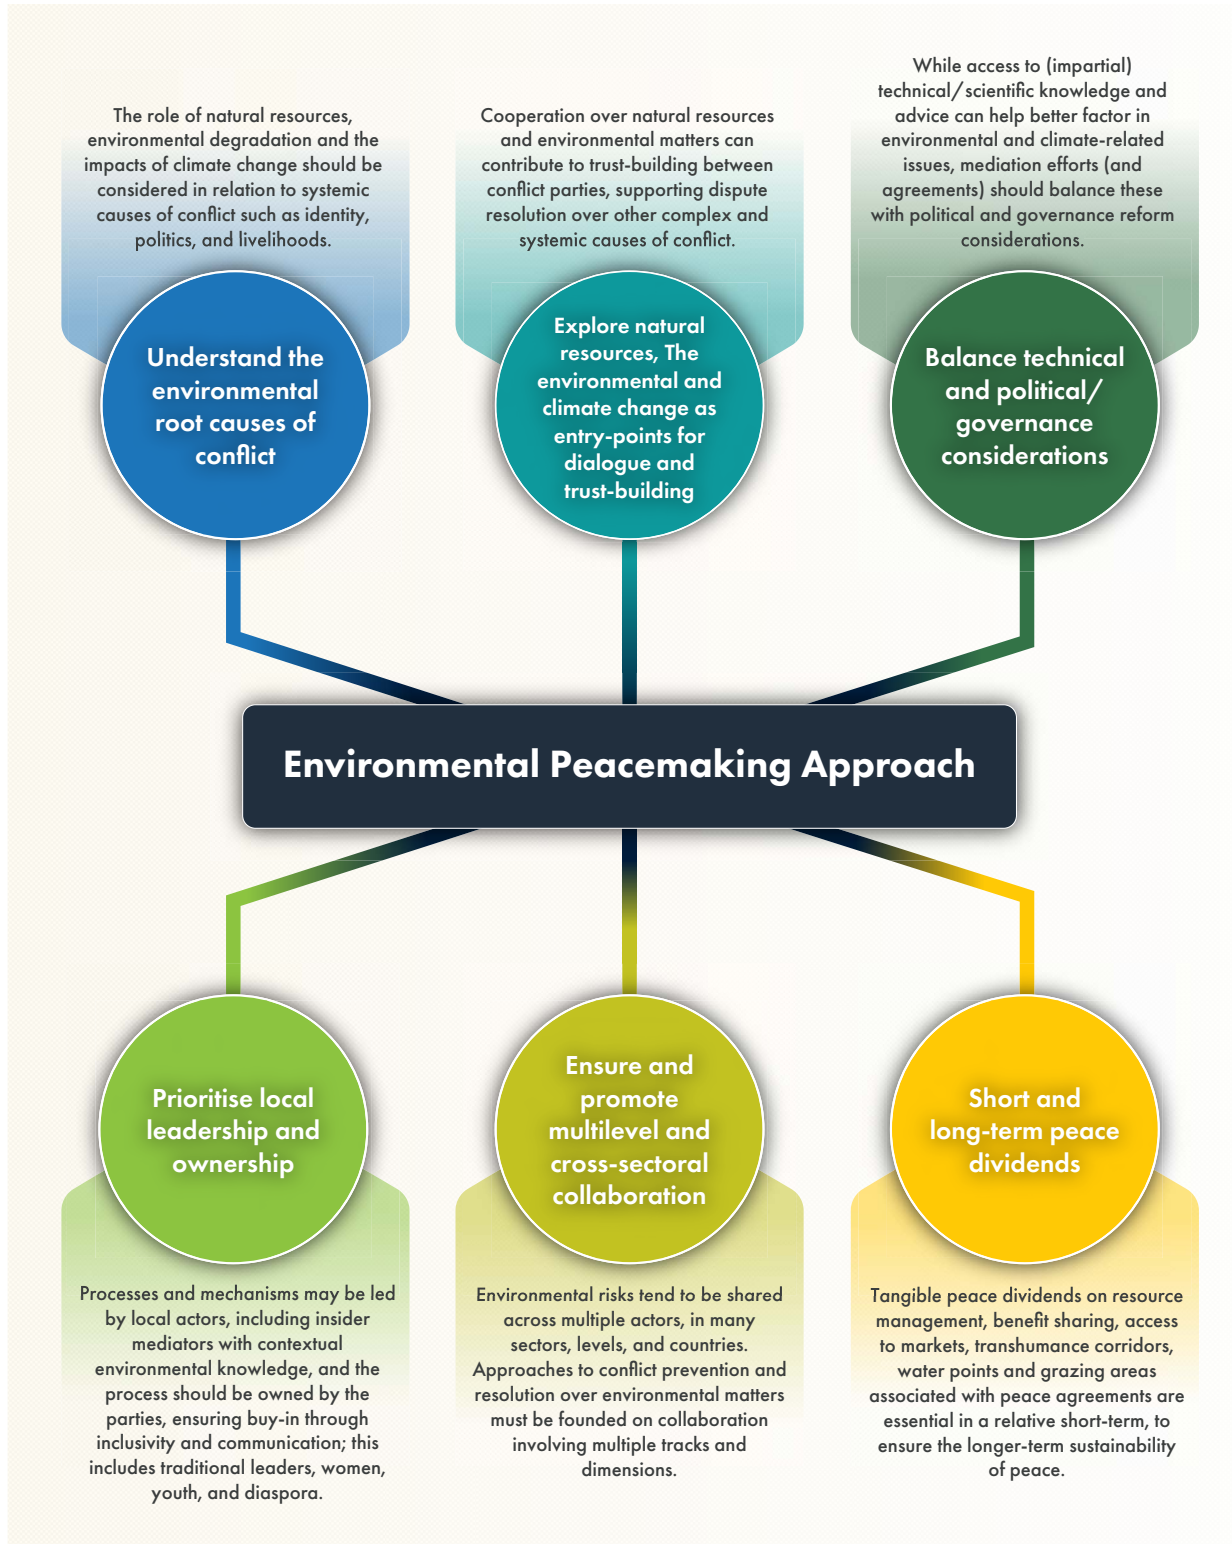 The role of natural resources,
environmental degradation and the
impacts of climate change should be
considered in relation to systemic
causes of conflict such as identity,
politics, and livelihoods.
Understand the
environmental
root causes of
conflict
Cooperation over natural resources
and environmental matters can
contribute to trust-building between
conflict parties, supporting dispute
resolution over other complex and
systemic causes of conflict.
Explore natural
resources, The
environmental and
climate change as
entry-points for
dialogue and
trust-building
While access to (impartial)
technical/scientific knowledge and
advice can help better factor in
environmental and climate-related
issues, mediation efforts (and
agreements) should balance these
with political and governance reform
considerations.
Balance technical
and political/
governance
considerations
Environmental Peacemaking Approach
Prioritise local
leadership and
ownership
Processes and mechanisms may be led
by local actors, including insider
mediators with contextual
environmental knowledge, and the
process should be owned by the
parties, ensuring buy-in through
inclusivity and communication; this
includes traditional leaders, women,
youth, and diaspora.
Ensure and
promote
multilevel and
cross-sectoral
collaboration
Environmental risks tend to be shared
across multiple actors, in many
sectors, levels, and countries.
Approaches to conflict prevention and
resolution over environmental matters
must be founded on collaboration
involving multiple tracks and
dimensions.
Short and
long-term peace
dividends
Tangible peace dividends on resource
management, benefit sharing, access
to markets, transhumance corridors,
water points and grazing areas
associated with peace agreements are
essential in a relative short-term, to
ensure the longer-term sustainability
of peace.